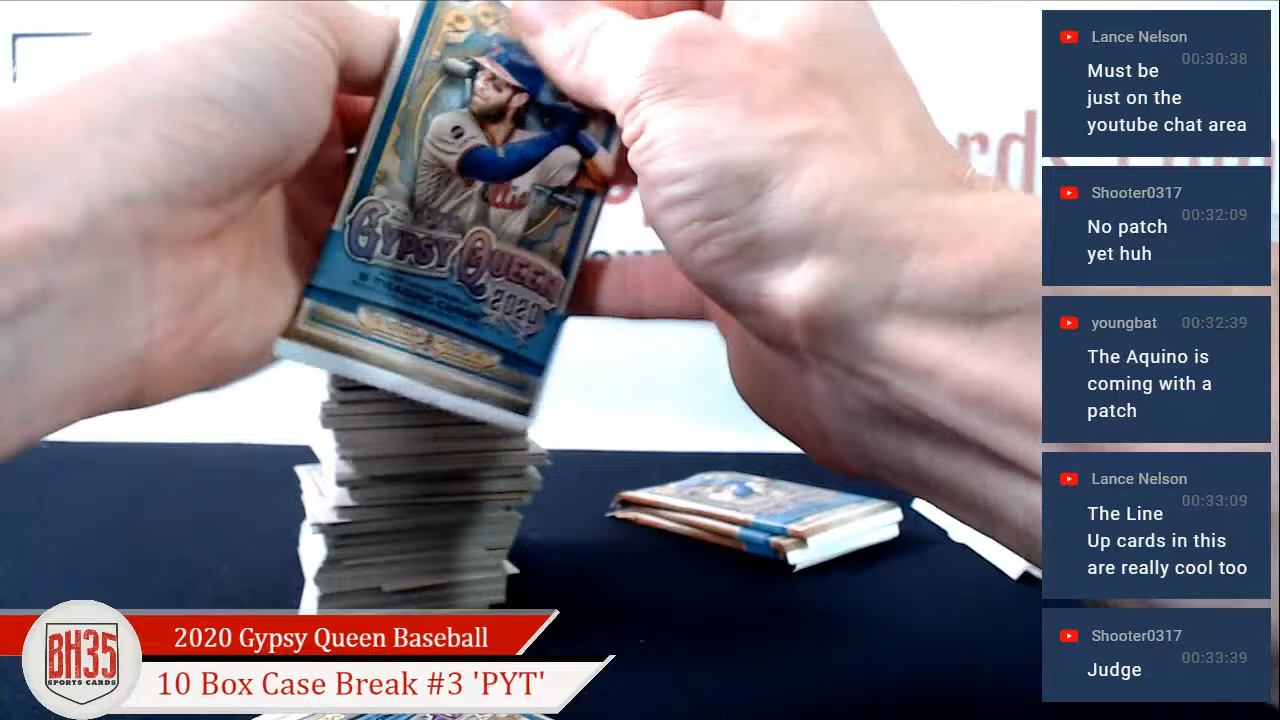 Lance Nelson
00:30:38
Must be
just on the
youtube chat area
Shooter0317
00:32:09
No patch
yet huh
youngbat 00:32:39
The Aquino is
coming with a
patch
Lance Nelson
00:33:09
The Line
Up cards in this
are really cool too
Shooter0317
00:33:39
Judge
GYPSY QUEEN
2020
BH35
SPORTS CARDS
2020 Gypsy Queen Baseball
10 Box Case Break #3 'PYT'